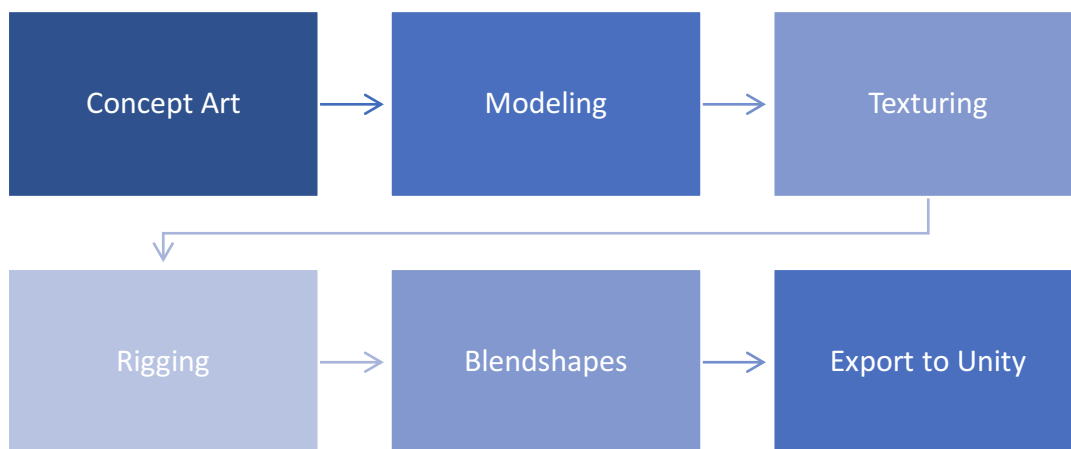 Concept Art
Modeling
Texturing
Rigging
Blendshapes
Export to Unity